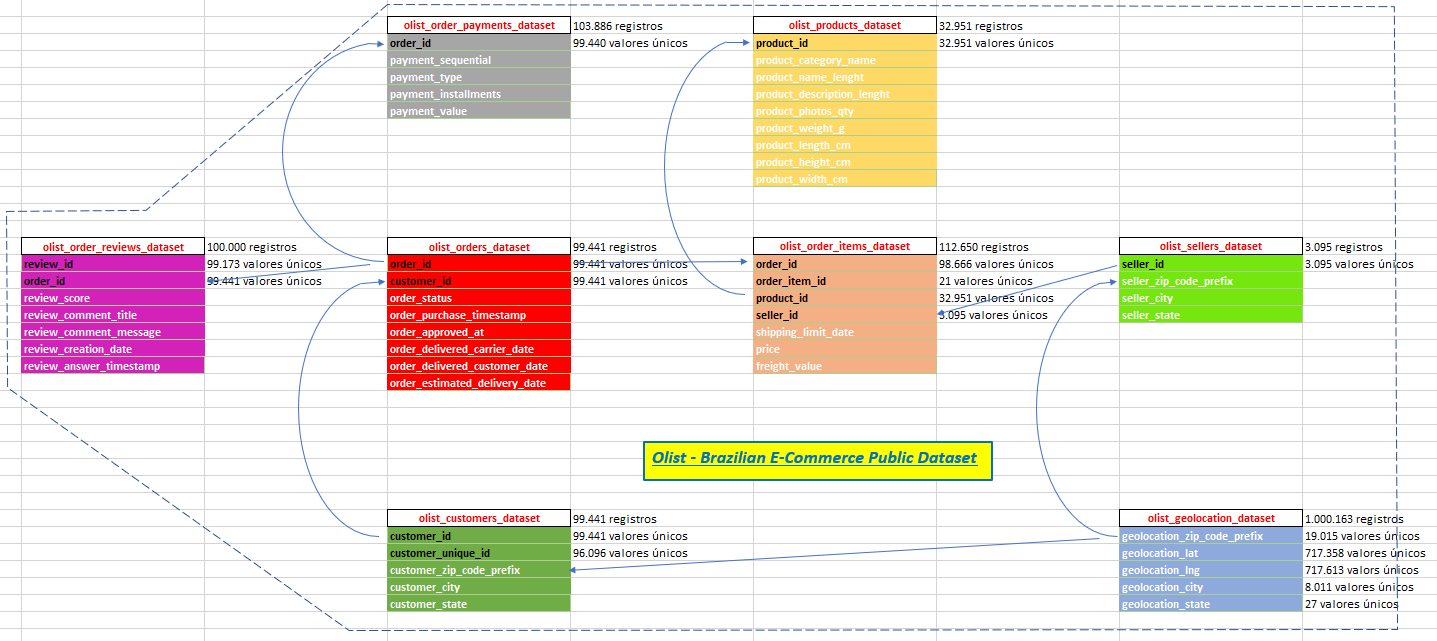 olist_order_payments_dataset 103.886 registros
order_id 99.440 valores únicos
payment_sequential
payment_type
payment_installments
payment_value
olist_products_dataset 32.951 registros
product_id 32.951 valores únicos
product_category_name
product_name_lenght
product_description_lenght
product_photos_qty
product_weight_g
product_length_cm
product_height_cm
product_width_cm
olist_order_reviews_dataset 100.000 registros
review_id 99.173 valores únicos
order_id 99.441 valores únicos
review_score
review_comment_title
review_comment_message
review_creation_date
review_answer_timestamp
olist_orders_dataset 99.441 registros
order_id 99.441 valores únicos
customer_id 99.441 valores únicos
order_status
order_purchase_timestamp
order_approved_at
order_delivered_carrier_date
order_delivered_customer_date
order_estimated_delivery_date
olist_order_items_dataset 112.650 registros
order_id 98.666 valores únicos
order_item_id 21 valores únicos
product_id 32.951 valores únicos
seller_id 3.095 valores únicos
shipping_limit_date
price
freight_value
olist_sellers_dataset 3.095 registros
seller_id 3.095 valores únicos
seller_zip_code_prefix
seller_city
seller_state
Olist - Brazilian E-Commerce Public Dataset
olist_customers_dataset 99.441 registros
customer_id 99.441 valores únicos
customer_unique_id 96.096 valores únicos
customer_zip_code_prefix
customer_city
customer_state
olist_geolocation_dataset 1.000.163 registros
geolocation_zip_code_prefix 19.015 valores únicos
geolocation_lat 717.358 valores únicos
geolocation_lng 717.613 valors únicos
geolocation_city 8.011 valores únicos
geolocation_state 27 valores únicos